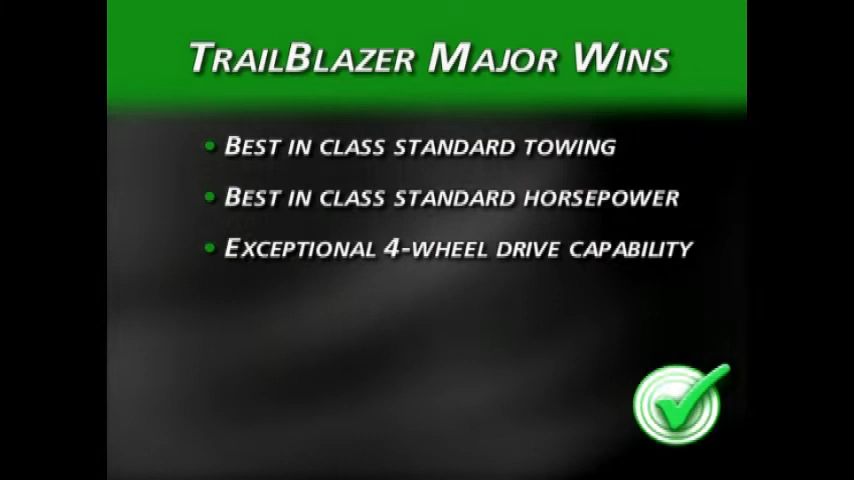 TrailBlazer Major Wins
• Best in class standard towing
• Best in class standard horsepower
• Exceptional 4-wheel drive capability